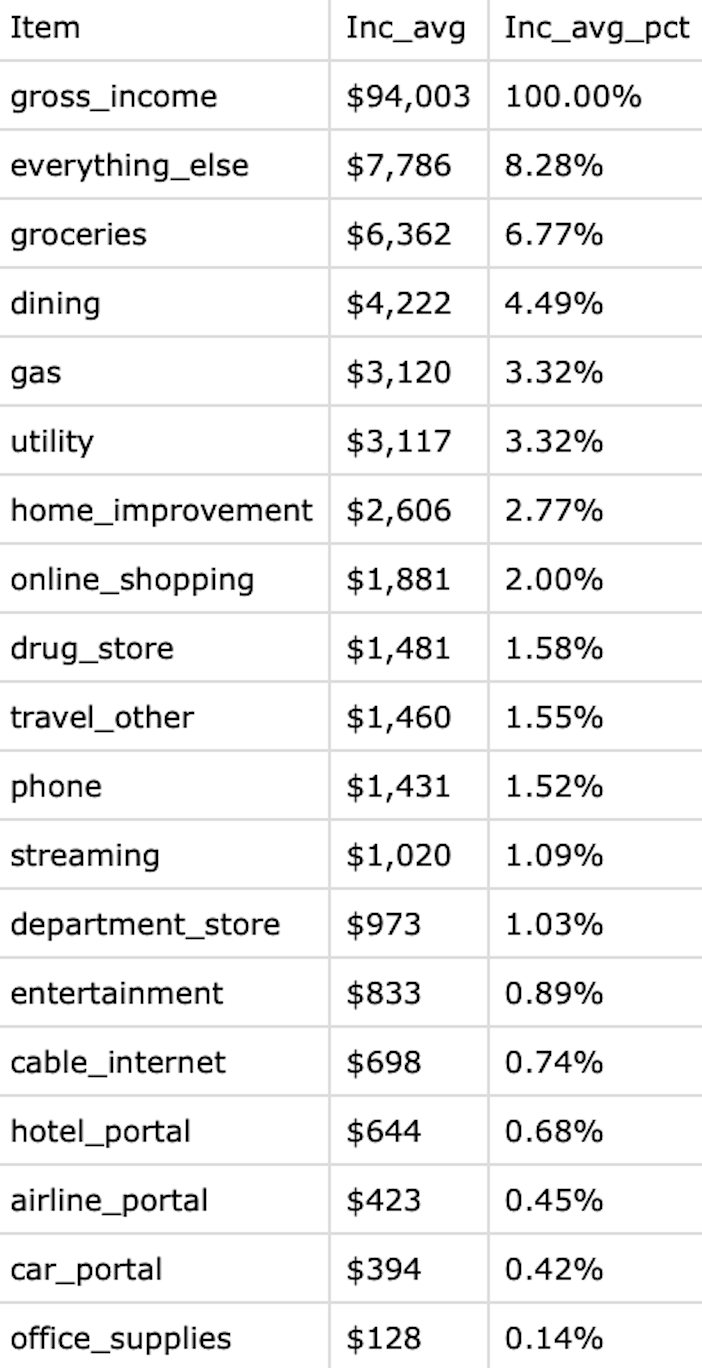 Item Inc_avg Inc_avg_pct
gross_income $94,003 100.00%
everything_else $7,786 8.28%
groceries $6,362 6.77%
dining $4,222 4.49%
gas $3,120 3.32%
utility $3,117 3.32%
home_improvement $2,606 2.77%
online_shopping $1,881 2.00%
drug_store $1,481 1.58%
travel_other $1,460 1.55%
phone $1,431 1.52%
streaming $1,020 1.09%
department_store $973 1.03%
entertainment $833 0.89%
cable_internet $698 0.74%
hotel_portal $644 0.68%
airline_portal $423 0.45%
car_portal $394 0.42%
office_supplies $128 0.14%